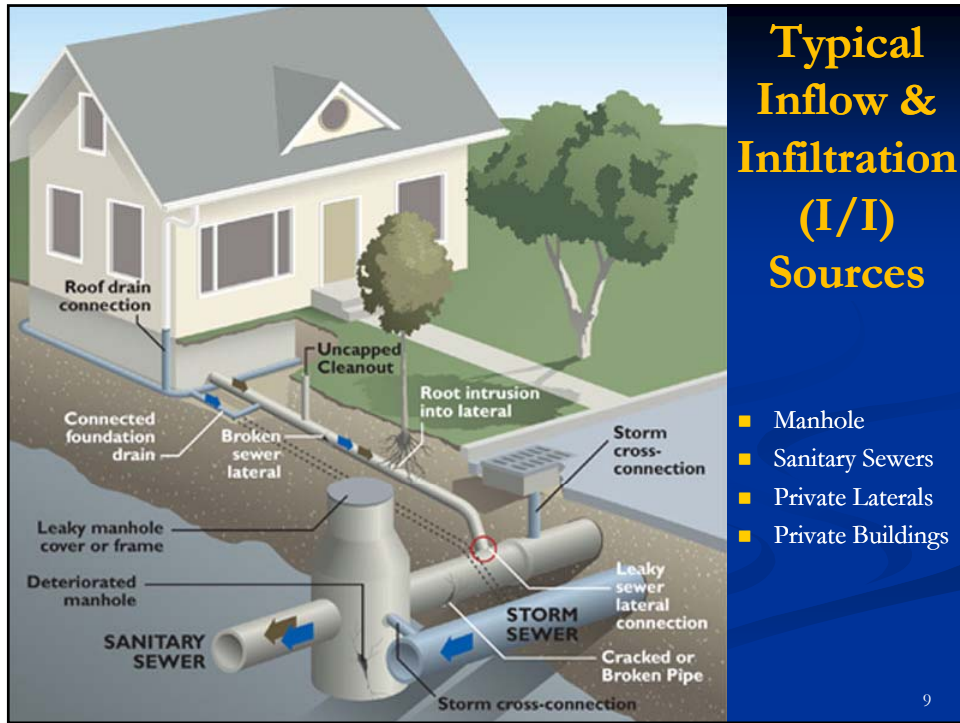 Typical
Inflow &
Infiltration
(I/I)
Sources
Manhole
Sanitary Sewers
Private Laterals
Private Buildings
Roof drain
connection
Uncapped
Cleanout
Root intrusion
into lateral
Connected
foundation
drain
Broken
sewer
lateral
Storm
cross-
connection
Leaky manhole
cover or frame
Deteriorated
manhole
Leaky
sewer
lateral
connection
STORM
SEWER
SANITARY
SEWER
Cracked or
Broken Pipe
Storm cross-connection
9